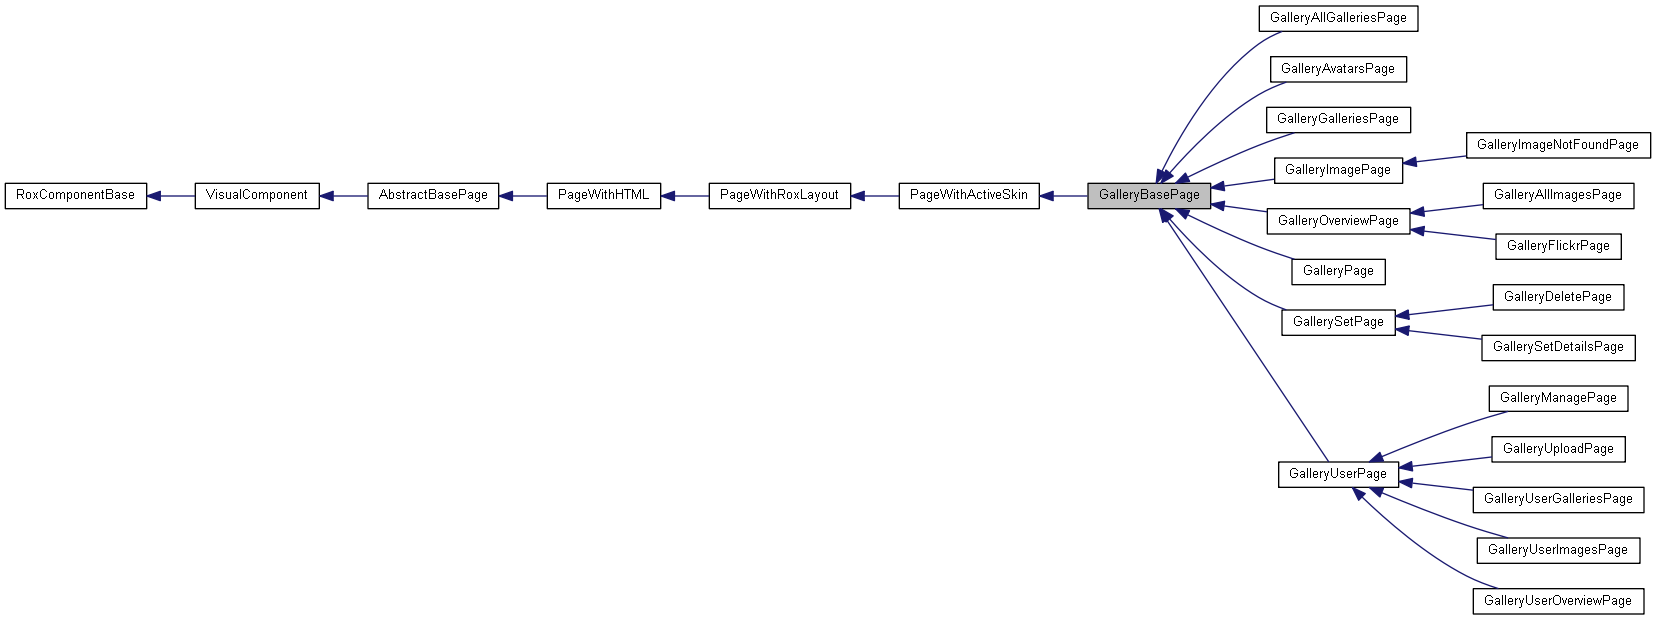 RoxComponentBase
VisualComponent
AbstractBasePage
PageWithHTML
PageWithRoxLayout
PageWithActiveSkin
GalleryBasePage
GalleryAllGalleriesPage
GalleryAvatarsPage
GalleryGalleriesPage
GalleryImagePage
GalleryImageNotFoundPage
GalleryOverviewPage
GalleryAllImagesPage
GalleryFlickrPage
GalleryPage
GallerySetPage
GalleryDeletePage
GallerySetDetailsPage
GalleryUserPage
GalleryManagePage
GalleryUploadPage
GalleryUserGalleriesPage
GalleryUserImagesPage
GalleryUserOverviewPage